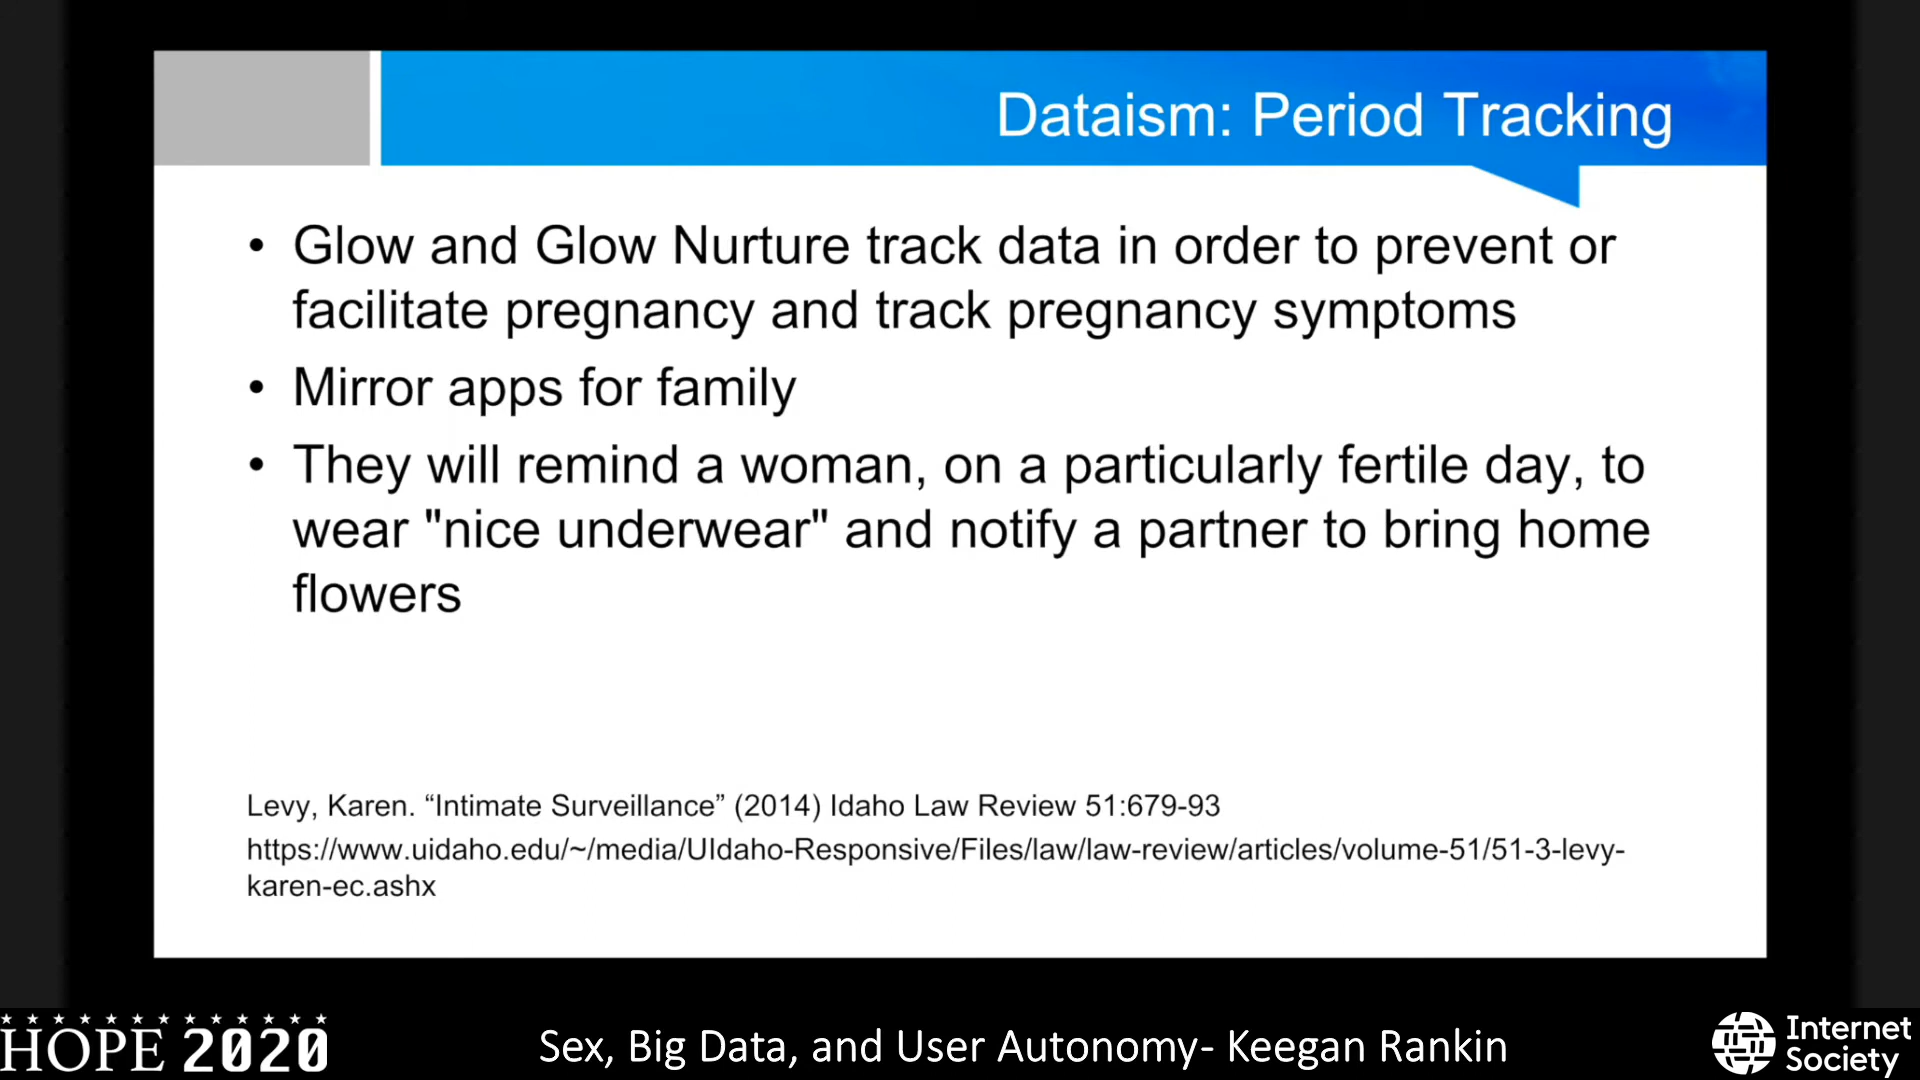 Dataism: Period Tracking
• Glow and Glow Nurture track data in order to prevent or
facilitate pregnancy and track pregnancy symptoms
• Mirror apps for family
• They will remind a woman, on a particularly fertile day, to
wear "nice underwear" and notify a partner to bring home
flowers
Levy, Karen. “Intimate Surveillance” (2014) Idaho Law Review 51:679-93
https://www.uidaho.edu/~/media/UIdaho-Responsive/Files/law/law-review/articles/volume-51/51-3-levy-
karen-ec.ashx
HOPE 2020
Sex, Big Data, and User Autonomy- Keegan Rankin
Internet
Society